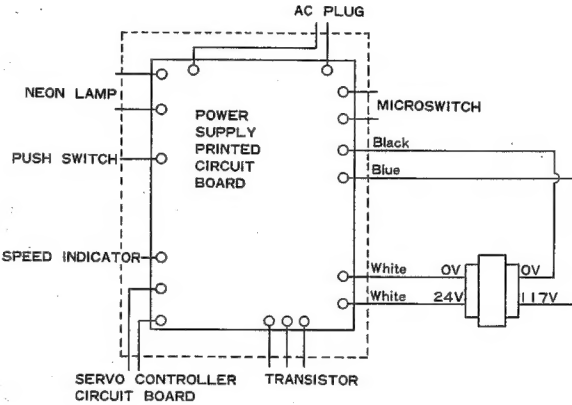 AC PLUG
NEON LAMP
POWER
SUPPLY
PRINTED
CIRCUIT
BOARD
MICROSWITCH
PUSH SWITCH
Black
Blue
SPEED INDICATOR
White
0V
0V
White
24V
117V
SERVO CONTROLLER
CIRCUIT BOARD
TRANSISTOR